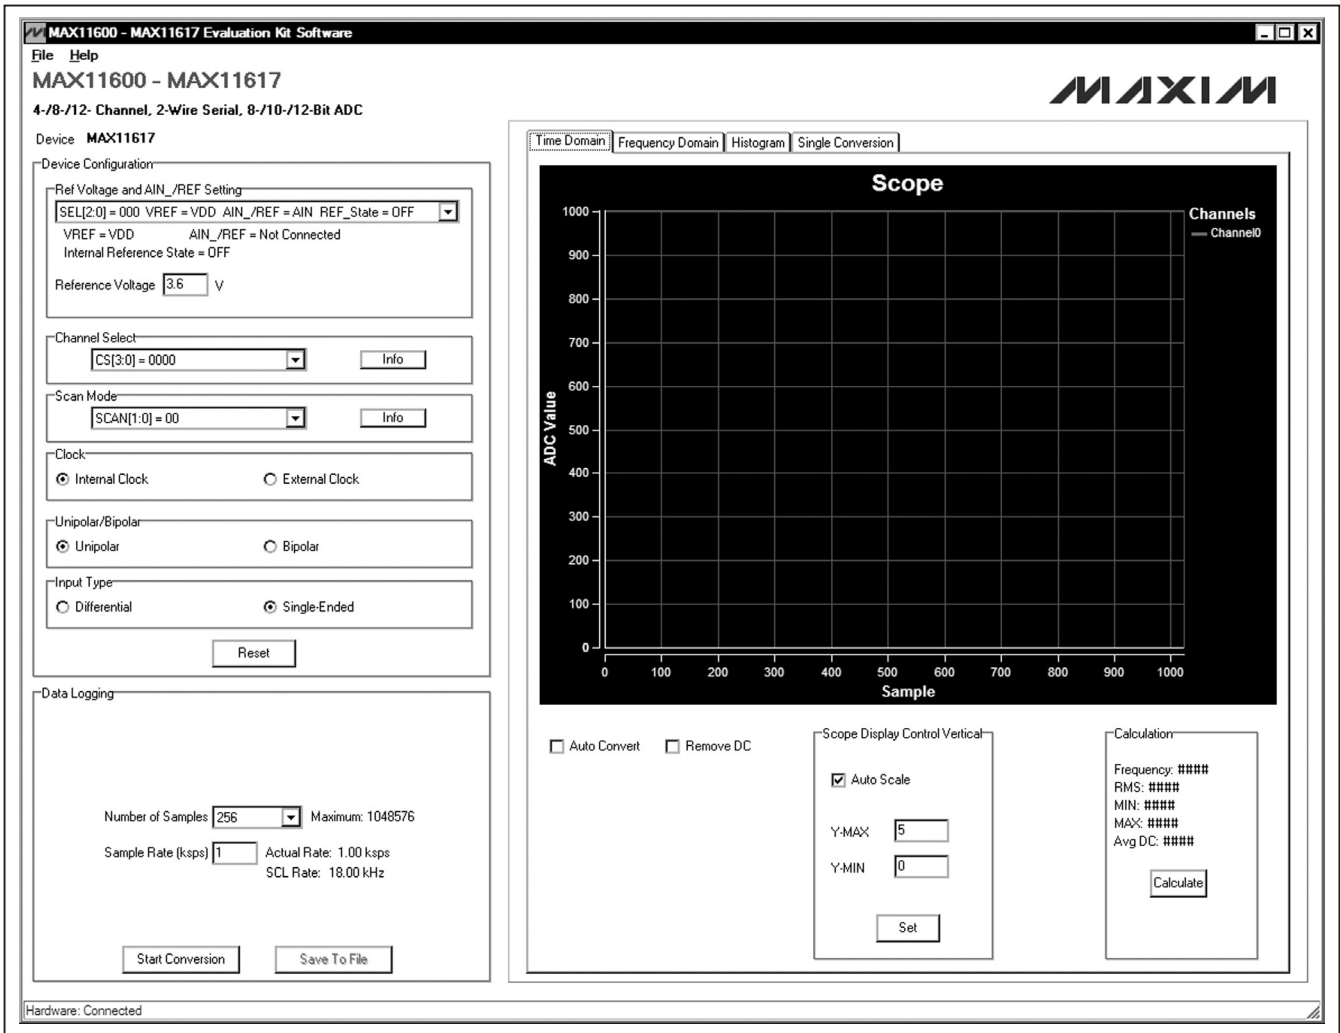 MAX11600 - MAX11617 Evaluation Kit Software
File Help
MAX11600 - MAX11617
MAXIM
4-/8-/12- Channel, 2-Wire Serial, 8-/10-/12-Bit ADC
Device MAX11617
Device Configuration
Ref Voltage and AIN_/REF Setting
SEL[2:0] = 000 VREF = VDD AIN_/REF = AIN REF_State = OFF
VREF = VDD AIN_/REF = Not Connected
Internal Reference State = OFF
Reference Voltage 3.6 V
Channel Select
CS[3:0] = 0000 Info
Scan Mode
SCAN[1:0] = 00 Info
Clock
Internal Clock External Clock
Unipolar/Bipolar
Unipolar Bipolar
Input Type
Differential Single-Ended
Reset
Data Logging
Number of Samples 256 Maximum: 1048576
Sample Rate (ksps) 1 Actual Rate: 1.00 ksps
SCL Rate: 18.00 kHz
Start Conversion Save To File
Time Domain Frequency Domain Histogram Single Conversion
Scope
Channels
Channel0
ADC Value
1000
900
800
700
600
500
400
300
200
100
0
0 100 200 300 400 500 600 700 800 900 1000
Sample
Auto Convert Remove DC
Scope Display Control Vertical
Auto Scale
Y-MAX 5
Y-MIN 0
Set
Calculation
Frequency: ####
RMS: ####
MIN: ####
MAX: ####
Avg DC: ####
Calculate
Hardware: Connected